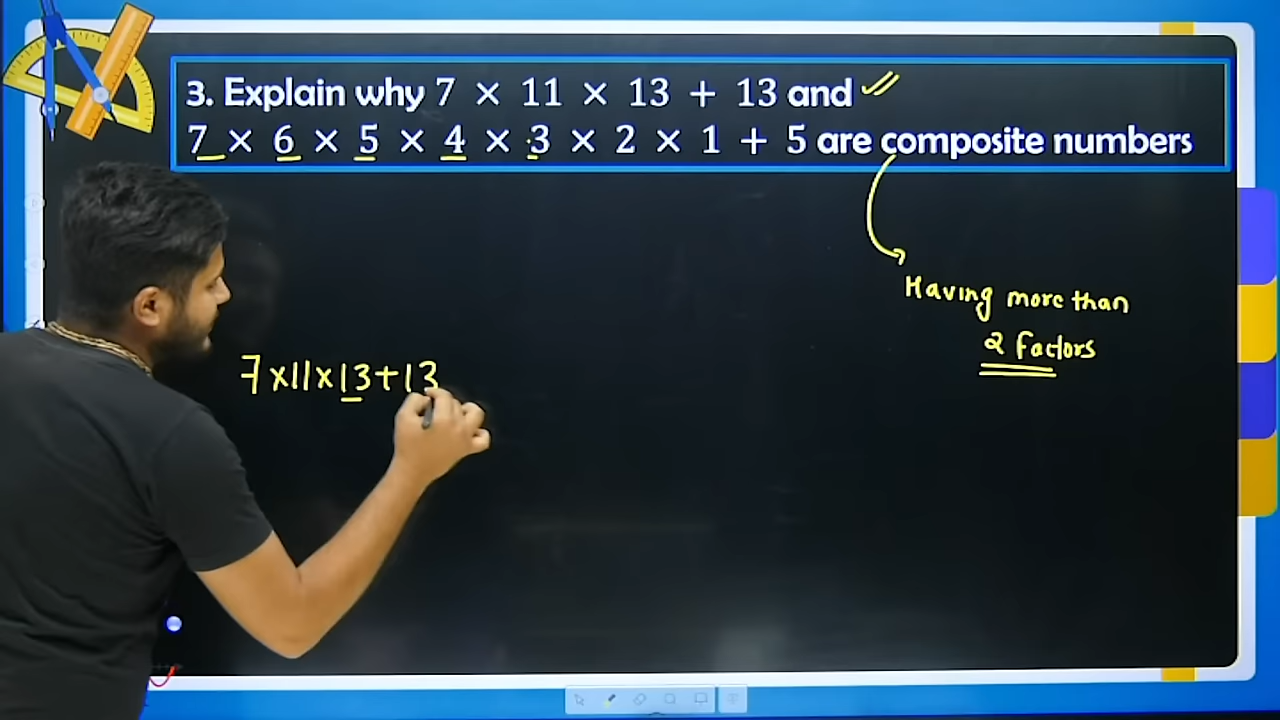 3. Explain why 7 × 11 × 13 + 13 and
7 × 6 × 5 × 4 × 3 × 2 × 1 + 5 are composite numbers
Having more than
2 factors
7×11×13+13